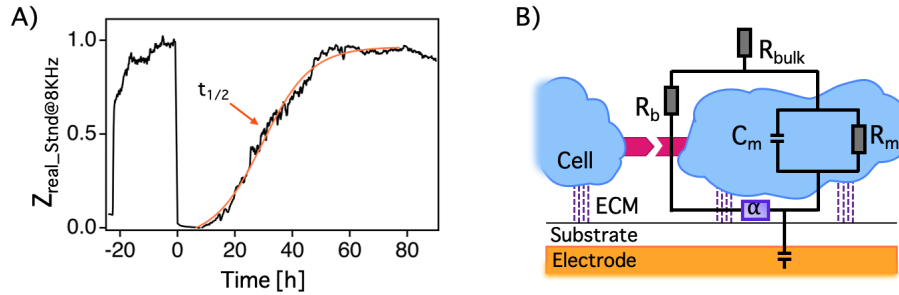 A)
Z_real_Stnd@8KHz
1.0
0.5
0.0
t1/2
-20 0 20 40 60 80
Time [h]
B)
Rbulk
Rb
Cm
Rm
Cell
ECM
α
Substrate
Electrode